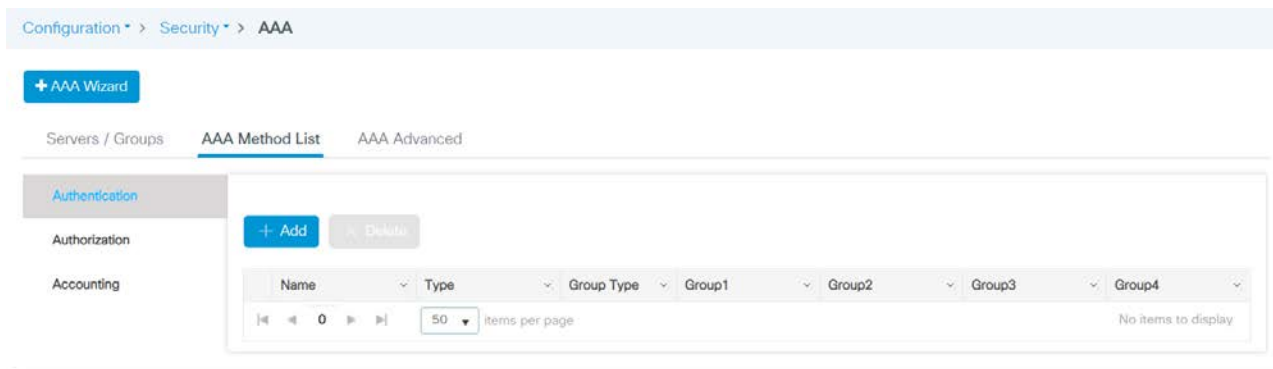 Configuration > Security > AAA
+ AAA Wizard
Servers / Groups AAA Method List AAA Advanced
Authentication
Authorization
Accounting
+ Add × Delete
Name Type Group Type Group1 Group2 Group3 Group4
0 50 items per page No items to display